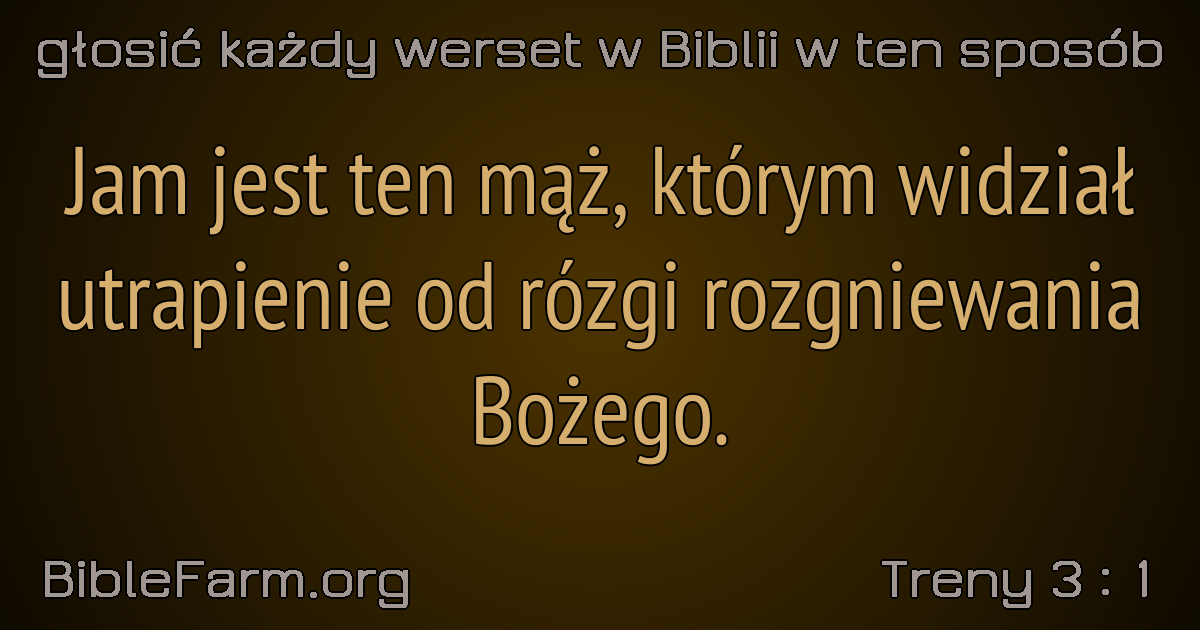 głosić każdy werset w Biblii w ten sposób
Jam jest ten mąż, którym widział
utrapienie od rózgi rozgniewania
Bożego.
BibleFarm.org
Treny 3 : 1